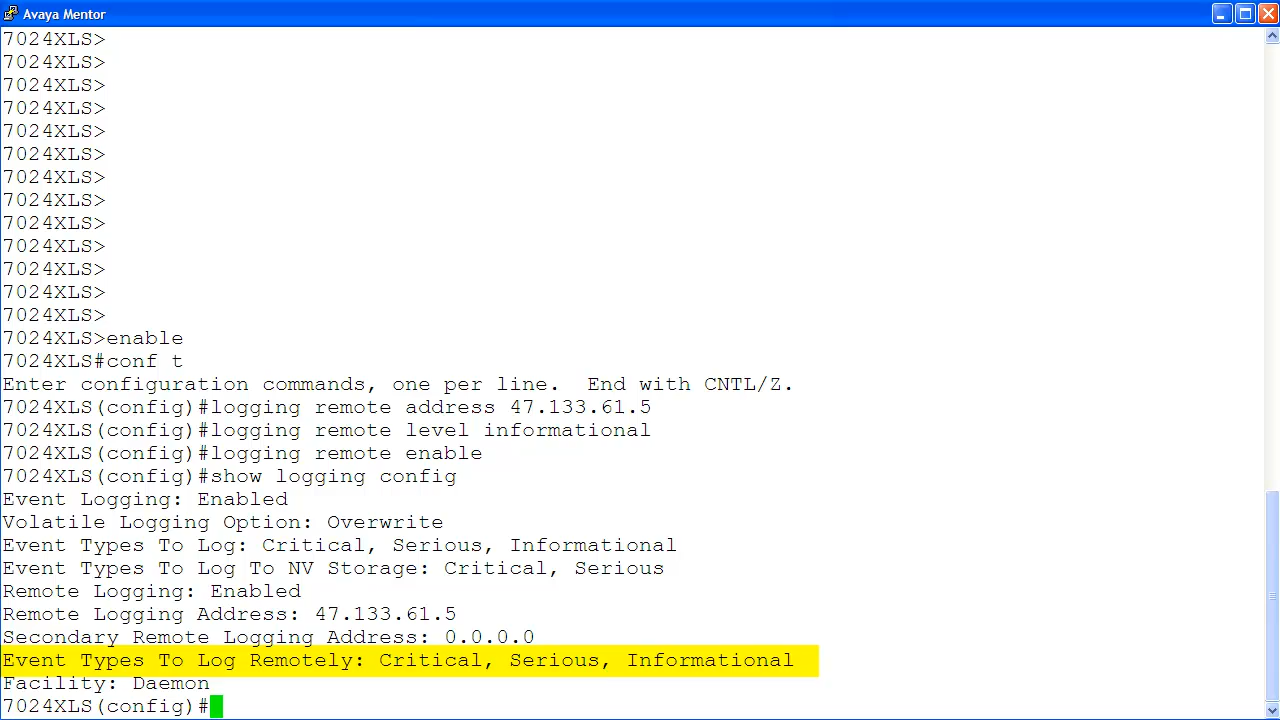 Avaya Mentor
7024XLS>
7024XLS>
7024XLS>
7024XLS>
7024XLS>
7024XLS>
7024XLS>
7024XLS>
7024XLS>
7024XLS>
7024XLS>
7024XLS>
7024XLS>
7024XLS>enable
7024XLS#conf t
Enter configuration commands, one per line.  End with CNTL/Z.
7024XLS(config)#logging remote address 47.133.61.5
7024XLS(config)#logging remote level informational
7024XLS(config)#logging remote enable
7024XLS(config)#show logging config
Event Logging: Enabled
Volatile Logging Option: Overwrite
Event Types To Log: Critical, Serious, Informational
Event Types To Log To NV Storage: Critical, Serious
Remote Logging: Enabled
Remote Logging Address: 47.133.61.5
Secondary Remote Logging Address: 0.0.0.0
Event Types To Log Remotely: Critical, Serious, Informational
Facility: Daemon
7024XLS(config)#